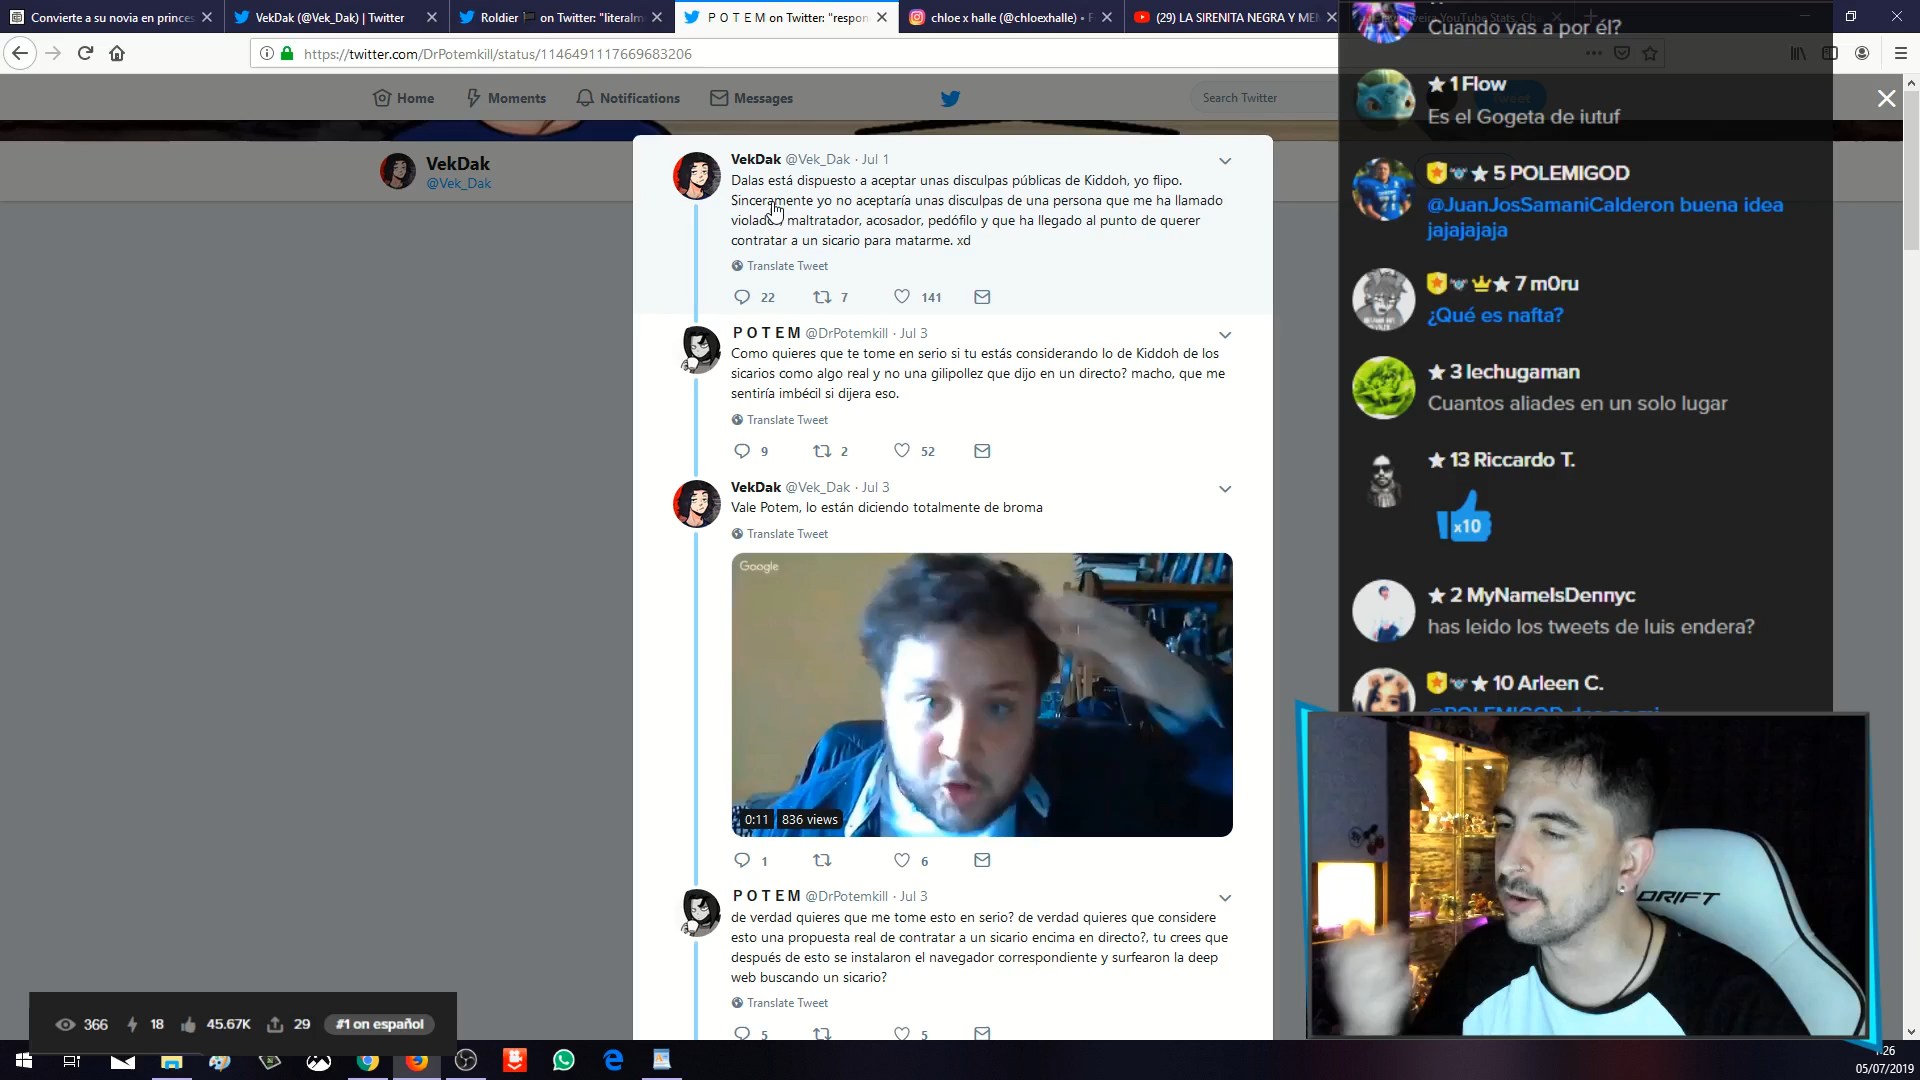 Convierte a su novia en princes
VekDak (@Vek_Dak) | Twitter
Roldier on Twitter: "literalm
P O T E M on Twitter: "respon
chloe x halle (@chloexhalle) •
(29) LA SIRENITA NEGRA Y ME
https://twitter.com/DrPotemkill/status/1146491117669683206
Home
Moments
Notifications
Messages
Search Twitter
VekDak
@Vek_Dak
VekDak @Vek_Dak · Jul 1
Dalas está dispuesto a aceptar unas disculpas públicas de Kiddoh, yo flipo.
Sinceramente yo no aceptaría unas disculpas de una persona que me ha llamado
maltratador, acosador, pedófilo y que ha llegado al punto de querer
contratar a un sicario para matarme. xd
Translate Tweet
22 7 141
P O T E M @DrPotemkill · Jul 3
Como quieres que te tome en serio si tu estás considerando lo de Kiddoh de los
sicarios como algo real y no una gilipollez que dijo en un directo? macho, que me
sentiría imbécil si dijera eso.
Translate Tweet
9 2 52
VekDak @Vek_Dak · Jul 3
Vale Potem, lo están diciendo totalmente de broma
Translate Tweet
Google
0:11 836 views
1 6
P O T E M @DrPotemkill · Jul 3
de verdad quieres que me tome esto en serio? de verdad quieres que considere
esto una propuesta real de contratar a un sicario encima en directo?, tu crees que
después de esto se instalaron el navegador correspondiente y surfearon la deep
web buscando un sicario?
Translate Tweet
5 5
Cuando vas a por él?
1 Flow
Es el Gogeta de iutuf
5 POLEMIGOD
@JuanJosSamaniCalderon buena idea
jajajajaja
7 m0ru
¿Qué es nafta?
3 lechugaman
Cuantos aliades en un solo lugar
13 Riccardo T.
x10
2 MyNameIsDennyc
has leido los tweets de luis endera?
10 Arleen C.
DRIFT
366 18 45.67K 29 #1 on español
05/07/2019